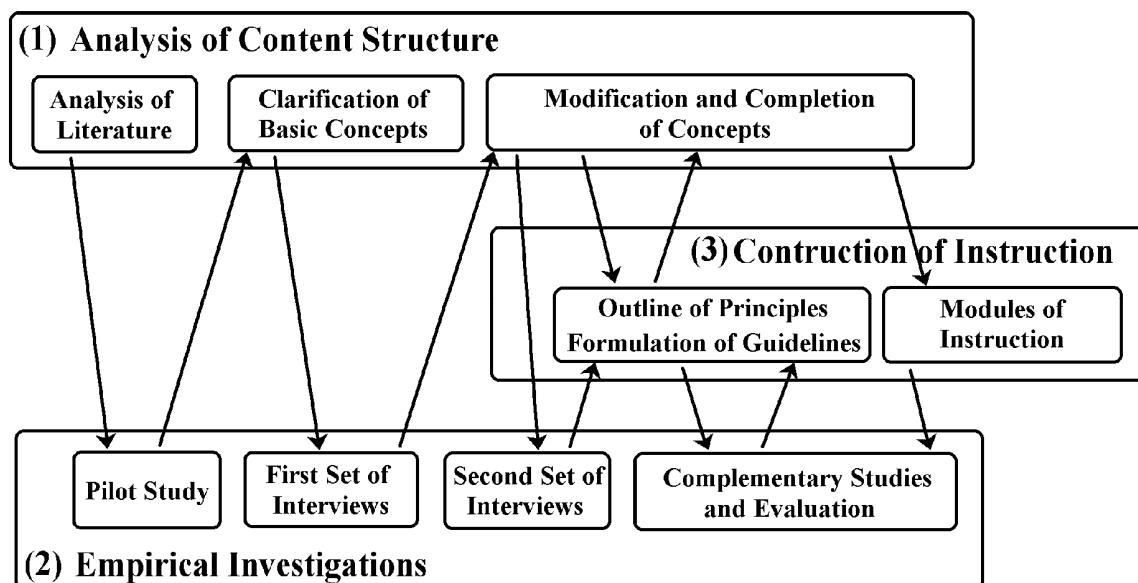 (1) Analysis of Content Structure
Analysis of
Literature
Clarification of
Basic Concepts
Modification and Completion
of Concepts
(3) Contruction of Instruction
Outline of Principles
Formulation of Guidelines
Modules of
Instruction
Pilot Study
First Set of
Interviews
Second Set of
Interviews
Complementary Studies
and Evaluation
(2) Empirical Investigations